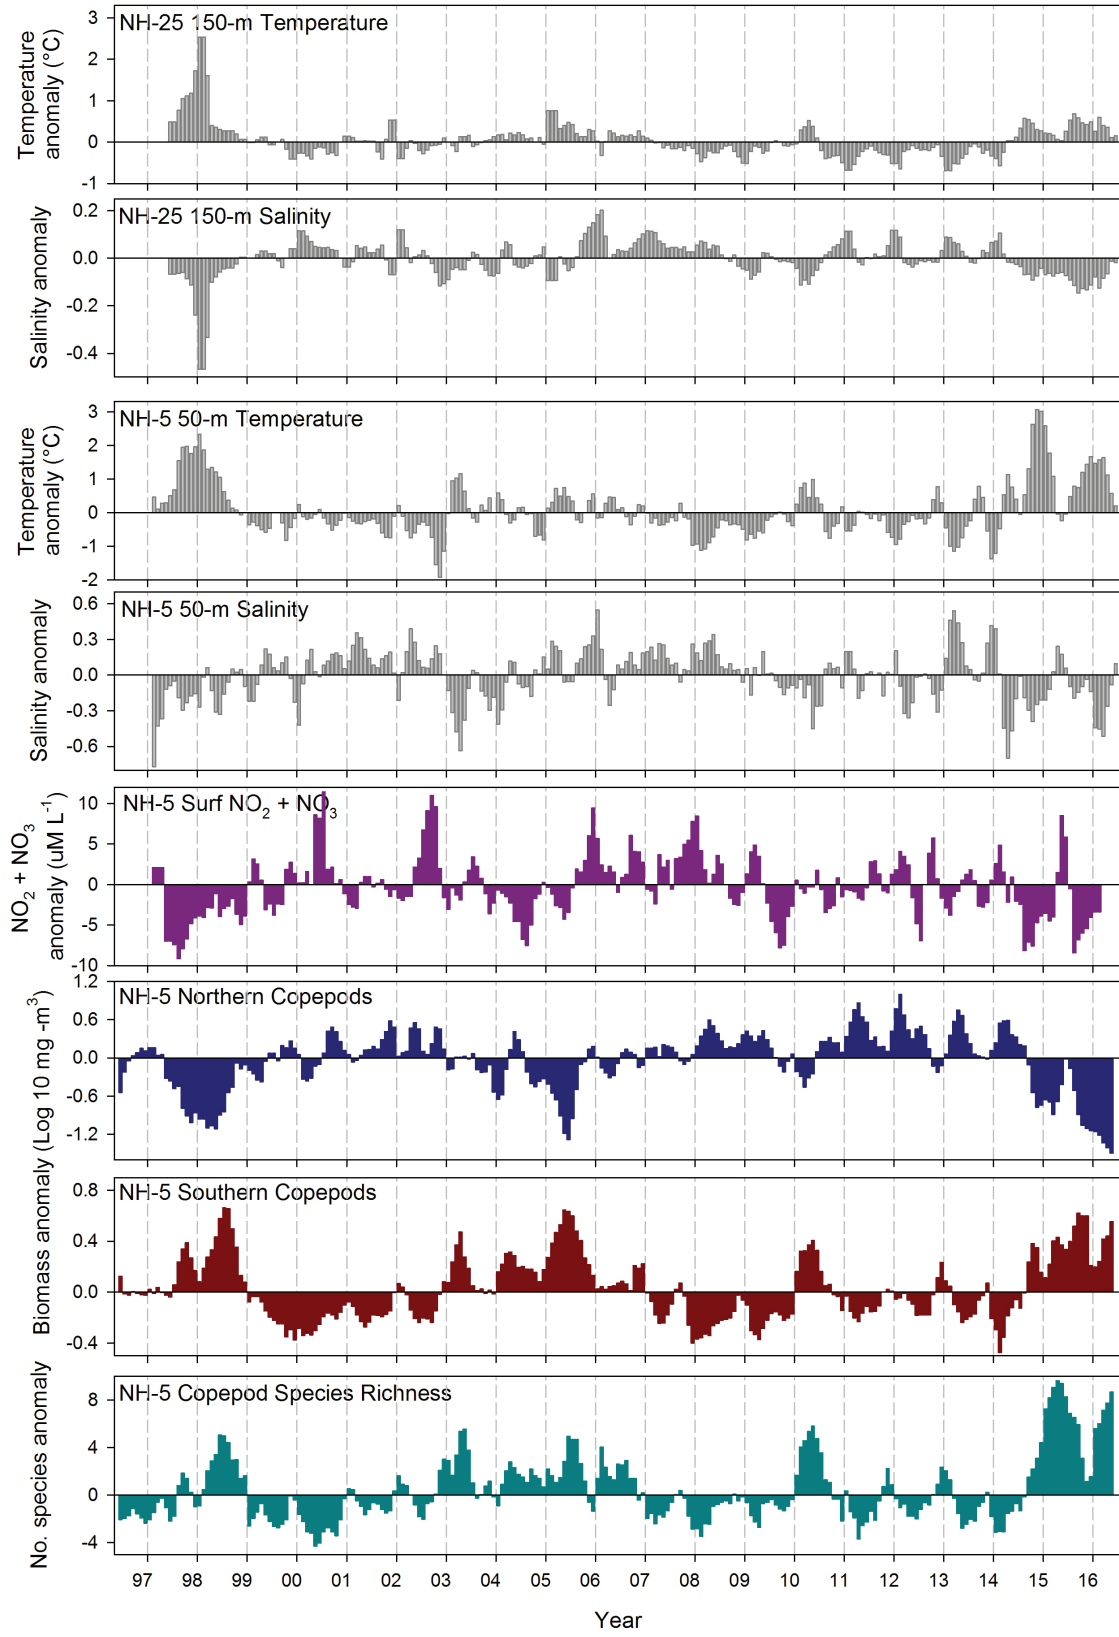 NH-25 150-m Temperature
Temperature
anomaly (°C)
3
2
1
0
-1
NH-25 150-m Salinity
Salinity anomaly
0.2
0.0
-0.2
-0.4
NH-5 50-m Temperature
Temperature
anomaly (°C)
3
2
1
0
-1
-2
NH-5 50-m Salinity
Salinity anomaly
0.6
0.3
0.0
-0.3
-0.6
NH-5 Surf NO2 + NO3
NO2 + NO3
anomaly (uM L-1)
10
5
0
-5
-10
NH-5 Northern Copepods
Biomass anomaly (Log 10 mg -m3)
1.2
0.6
0.0
-0.6
-1.2
NH-5 Southern Copepods
0.8
0.4
0.0
-0.4
NH-5 Copepod Species Richness
No. species anomaly
8
4
0
-4
97 98 99 00 01 02 03 04 05 06 07 08 09 10 11 12 13 14 15 16
Year